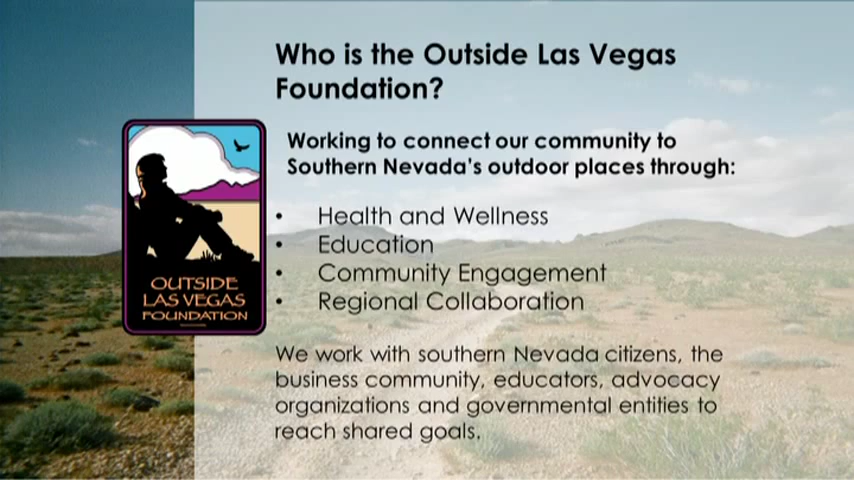 Who is the Outside Las Vegas
Foundation?
Working to connect our community to
Southern Nevada's outdoor places through:
• Health and Wellness
• Education
• Community Engagement
• Regional Collaboration
We work with southern Nevada citizens, the
business community, educators, advocacy
organizations and governmental entities to
reach shared goals.
OUTSIDE
LAS VEGAS
FOUNDATION